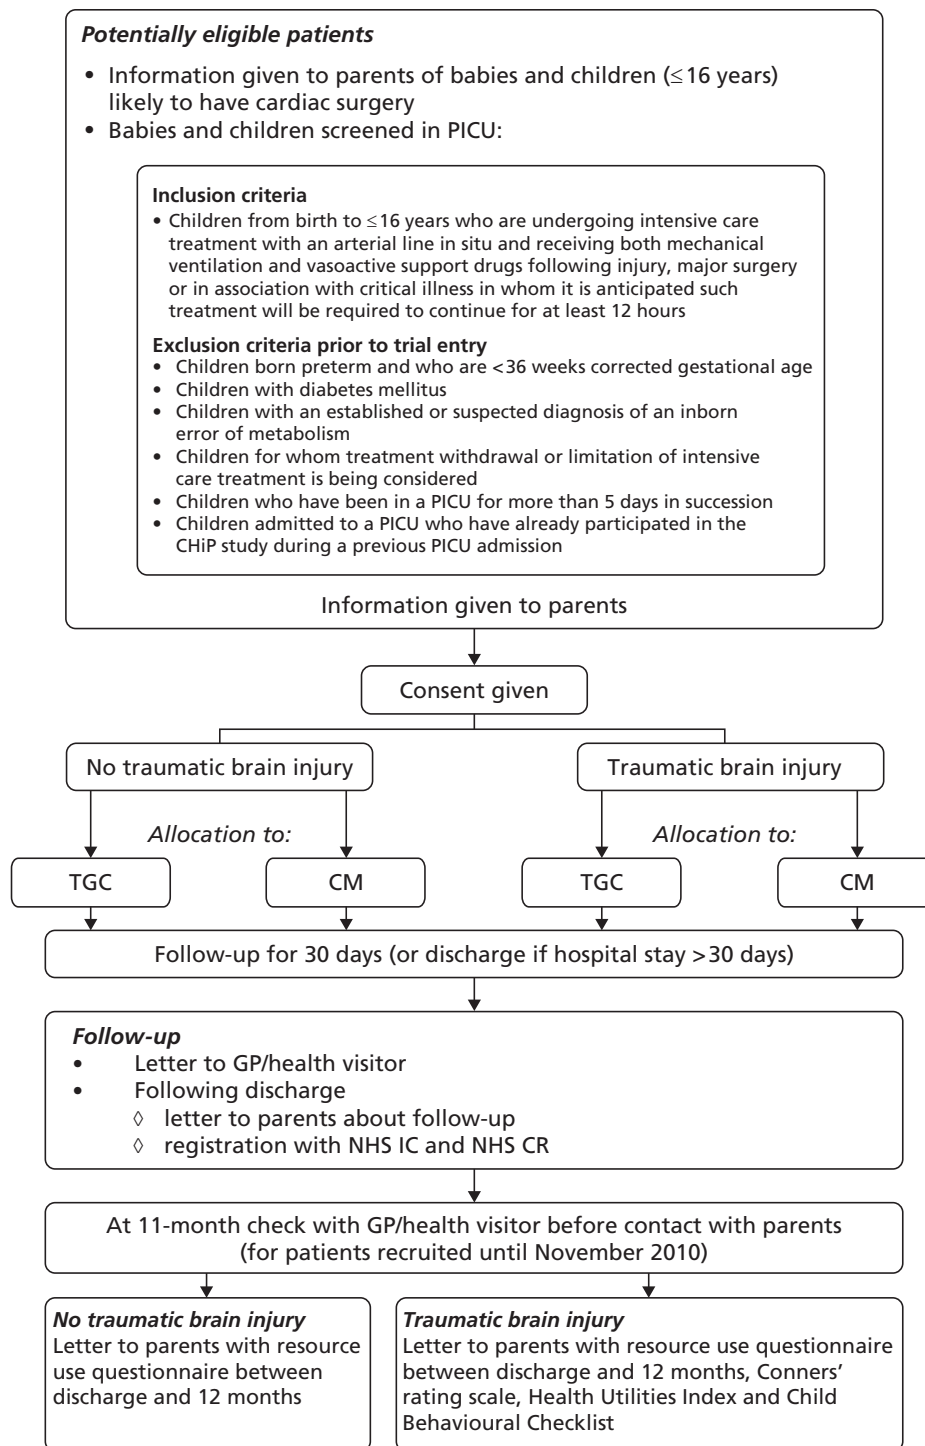 Potentially eligible patients
• Information given to parents of babies and children (≤16 years)
likely to have cardiac surgery
• Babies and children screened in PICU:
Inclusion criteria
• Children from birth to ≤16 years who are undergoing intensive care
treatment with an arterial line in situ and receiving both mechanical
ventilation and vasoactive support drugs following injury, major surgery
or in association with critical illness in whom it is anticipated such
treatment will be required to continue for at least 12 hours
Exclusion criteria prior to trial entry
• Children born preterm and who are <36 weeks corrected gestational age
• Children with diabetes mellitus
• Children with an established or suspected diagnosis of an inborn
error of metabolism
• Children for whom treatment withdrawal or limitation of intensive
care treatment is being considered
• Children who have been in a PICU for more than 5 days in succession
• Children admitted to a PICU who have already participated in the
CHiP study during a previous PICU admission
Information given to parents
Consent given
No traumatic brain injury
Traumatic brain injury
Allocation to:
Allocation to:
TGC
CM
TGC
CM
Follow-up for 30 days (or discharge if hospital stay >30 days)
Follow-up
• Letter to GP/health visitor
• Following discharge
◊ letter to parents about follow-up
◊ registration with NHS IC and NHS CR
At 11-month check with GP/health visitor before contact with parents
(for patients recruited until November 2010)
No traumatic brain injury
Letter to parents with resource
use questionnaire between
discharge and 12 months
Traumatic brain injury
Letter to parents with resource use questionnaire
between discharge and 12 months, Conners'
rating scale, Health Utilities Index and Child
Behavioural Checklist